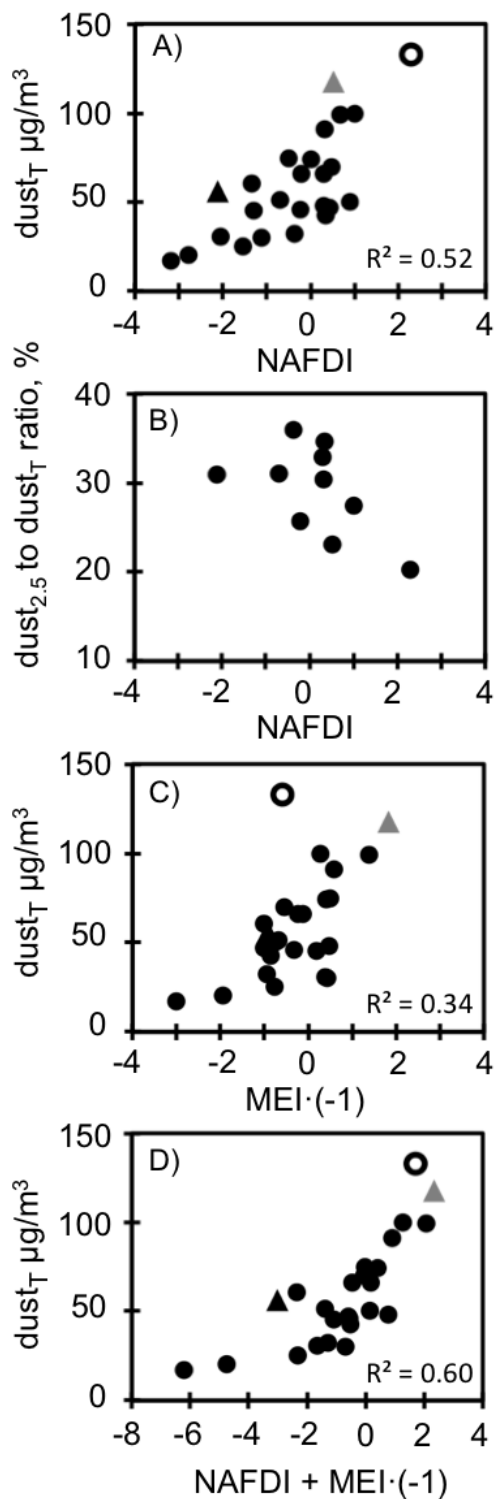 A)
dust_T µg/m³
150
100
50
0
R² = 0.52
-4 -2 0 2 4
NAFDI
B)
dust_2.5 to dust_T ratio, %
40
30
20
10
-4 -2 0 2 4
NAFDI
C)
dust_T µg/m³
150
100
50
0
R² = 0.34
-4 -2 0 2 4
MEI·(-1)
D)
dust_T µg/m³
150
100
50
0
R² = 0.60
-8 -6 -4 -2 0 2 4
NAFDI + MEI·(-1)